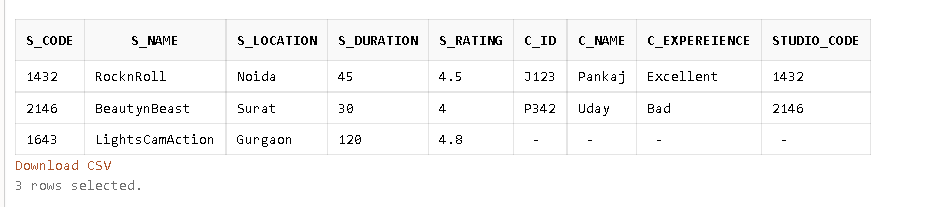 S_CODE S_NAME S_LOCATION S_DURATION S_RATING C_ID C_NAME C_EXPEREIENCE STUDIO_CODE
1432 RocknRoll Noida 45 4.5 J123 Pankaj Excellent 1432
2146 BeautynBeast Surat 30 4 P342 Uday Bad 2146
1643 LightsCamAction Gurgaon 120 4.8 - - - -
Download CSV
3 rows selected.